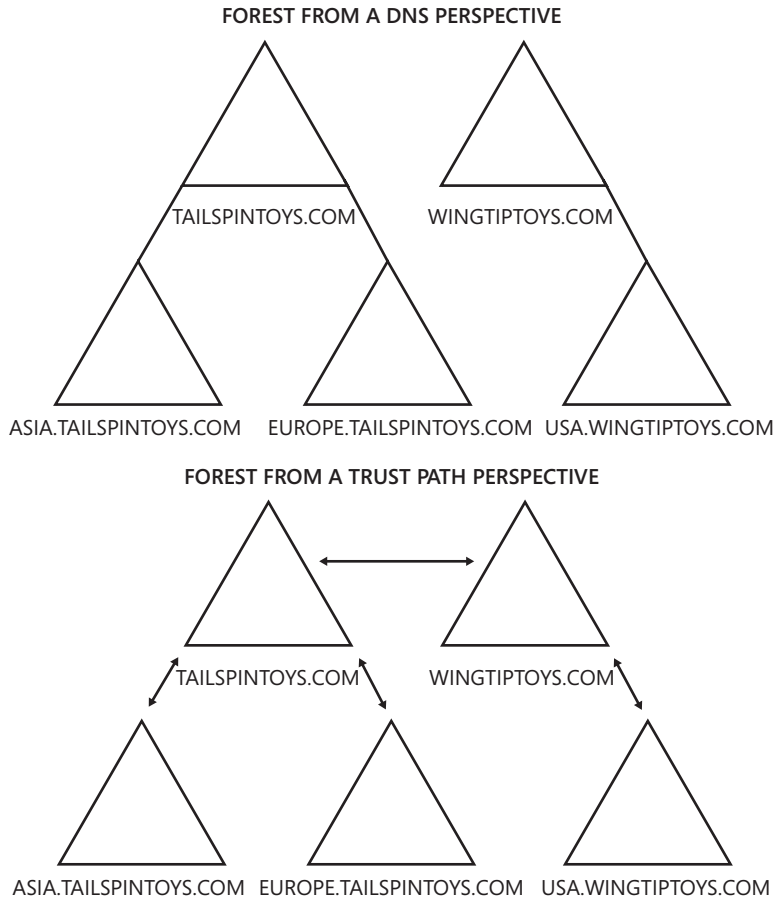 FOREST FROM A DNS PERSPECTIVE
TAILSPINTOYS.COM
WINGTIPTOYS.COM
ASIA.TAILSPINTOYS.COM
EUROPE.TAILSPINTOYS.COM
USA.WINGTIPTOYS.COM
FOREST FROM A TRUST PATH PERSPECTIVE
TAILSPINTOYS.COM
WINGTIPTOYS.COM
ASIA.TAILSPINTOYS.COM
EUROPE.TAILSPINTOYS.COM
USA.WINGTIPTOYS.COM